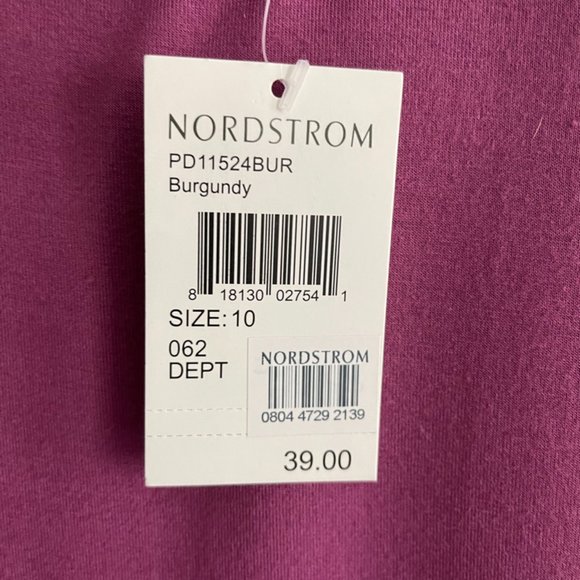 NORDSTROM
PD11524BUR
Burgundy
8 18130 02754 1
SIZE:10
062
DEPT
NORDSTROM
0804 4729 2139
39.00